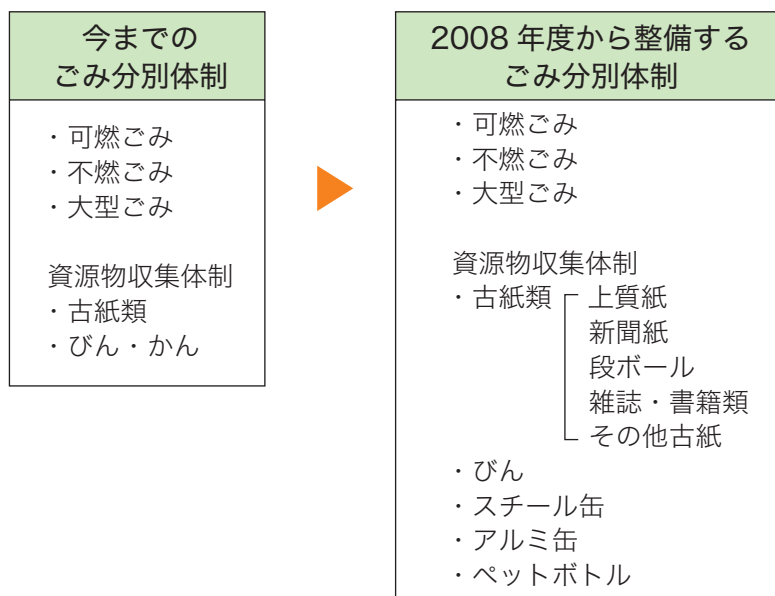 今までの
ごみ分別体制
・可燃ごみ
・不燃ごみ
・大型ごみ
資源物収集体制
・古紙類
・びん・かん
2008 年度から整備する
ごみ分別体制
・可燃ごみ
・不燃ごみ
・大型ごみ
資源物収集体制
・古紙類 上質紙
新聞紙
段ボール
雑誌・書籍類
その他古紙
・びん
・スチール缶
・アルミ缶
・ペットボトル